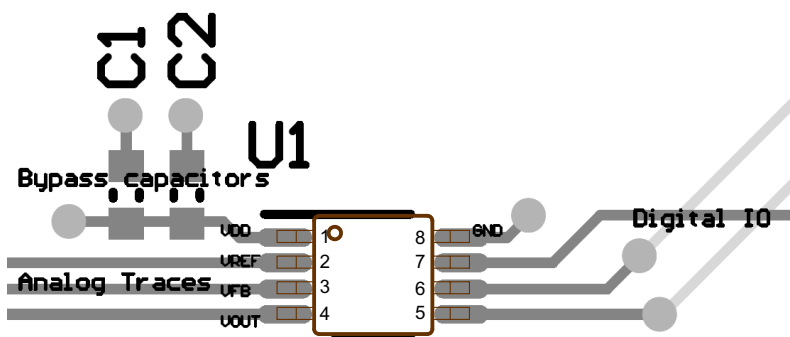 C1 C2
U1
Bypass capacitors
VDD 1 8 GND
Digital IO
VREF 2 7
Analog Traces
VFB 3 6
VOUT 4 5